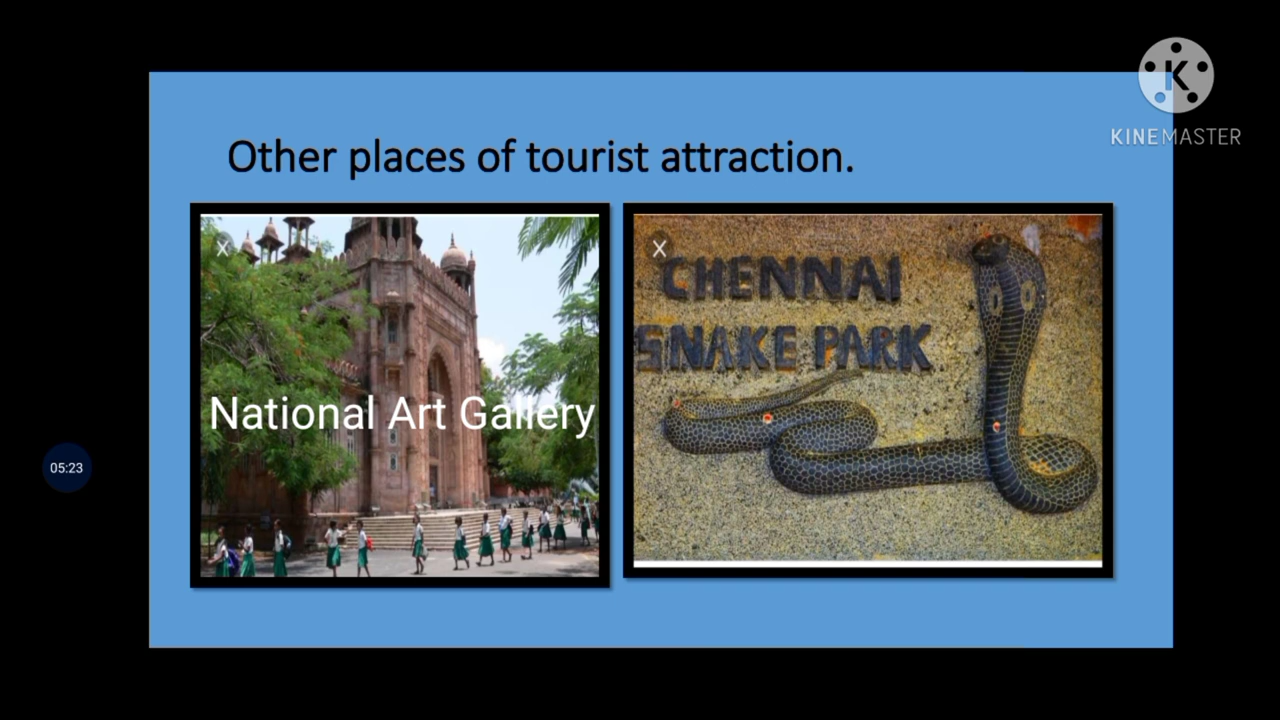 K
KINEMASTER
Other places of tourist attraction.
X
National Art Gallery
X
CHENNAI
SNAKE PARK
05:23